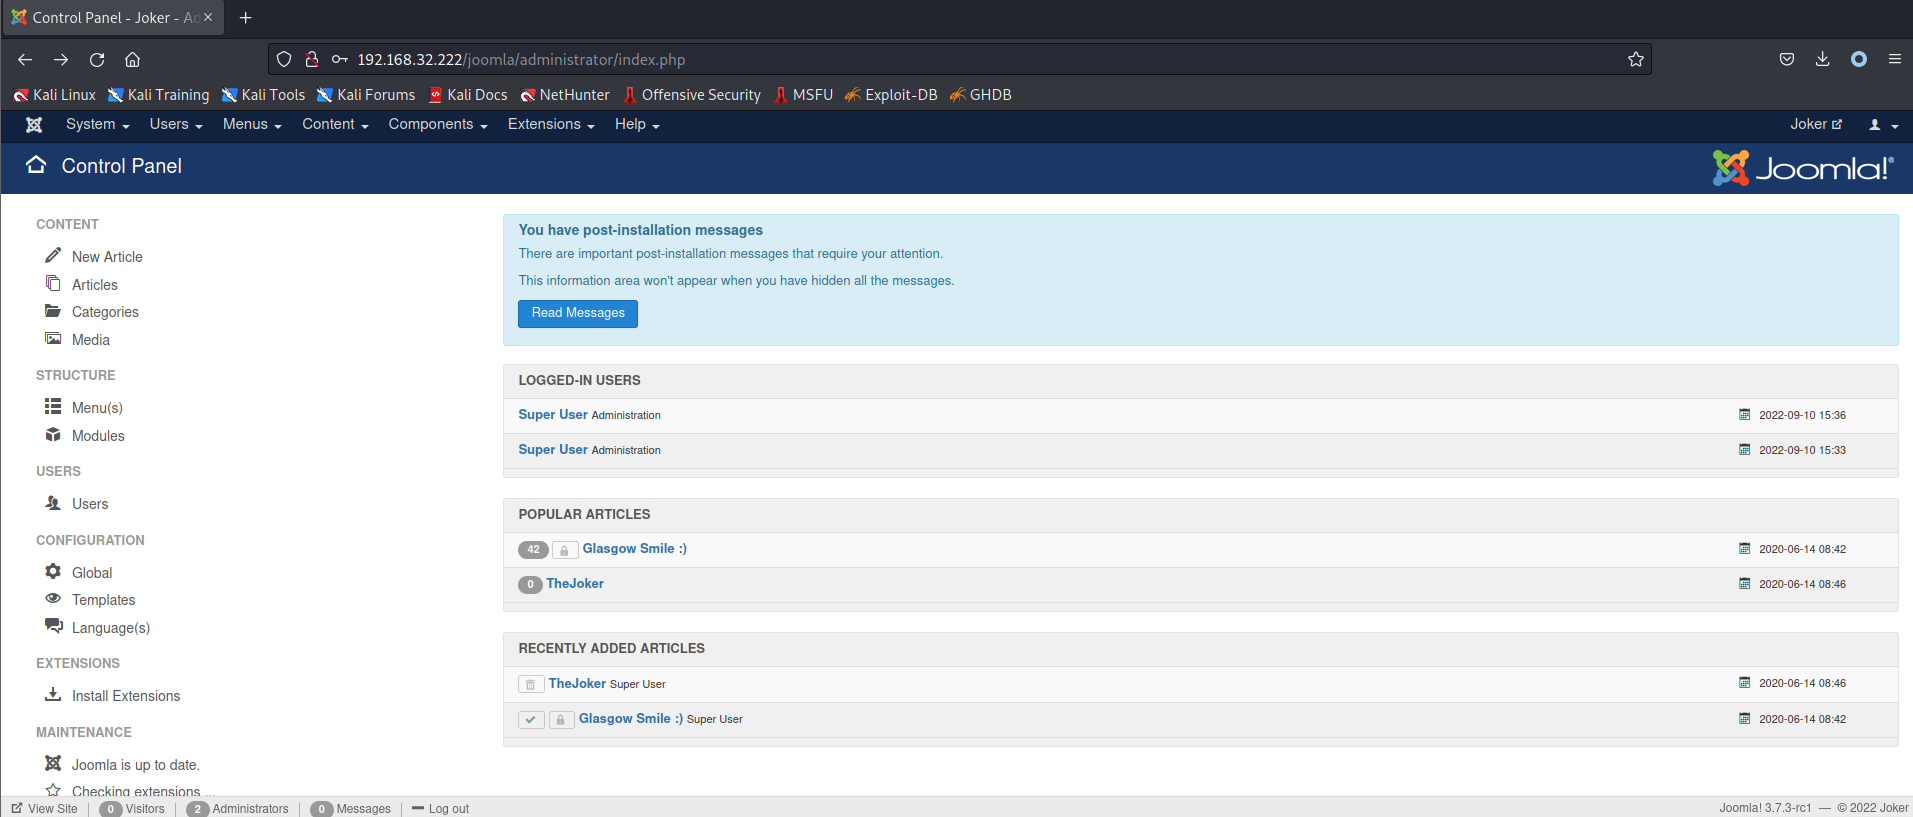 Control Panel - Joker - Ad
192.168.32.222/joomla/administrator/index.php
Kali Linux Kali Training Kali Tools Kali Forums Kali Docs NetHunter Offensive Security MSFU Exploit-DB GHDB
System Users Menus Content Components Extensions Help Joker
Control Panel Joomla!®
CONTENT
New Article
Articles
Categories
Media
STRUCTURE
Menu(s)
Modules
USERS
Users
CONFIGURATION
Global
Templates
Language(s)
EXTENSIONS
Install Extensions
MAINTENANCE
Joomla is up to date.
Checking extensions ...
You have post-installation messages
There are important post-installation messages that require your attention.
This information area won't appear when you have hidden all the messages.
Read Messages
LOGGED-IN USERS
Super User Administration 2022-09-10 15:36
Super User Administration 2022-09-10 15:33
POPULAR ARTICLES
42 Glasgow Smile :) 2020-06-14 08:42
0 TheJoker 2020-06-14 08:46
RECENTLY ADDED ARTICLES
TheJoker Super User 2020-06-14 08:46
Glasgow Smile :) Super User 2020-06-14 08:42
View Site 0 Visitors 2 Administrators 0 Messages Log out Joomla! 3.7.3-rc1 — © 2022 Joker